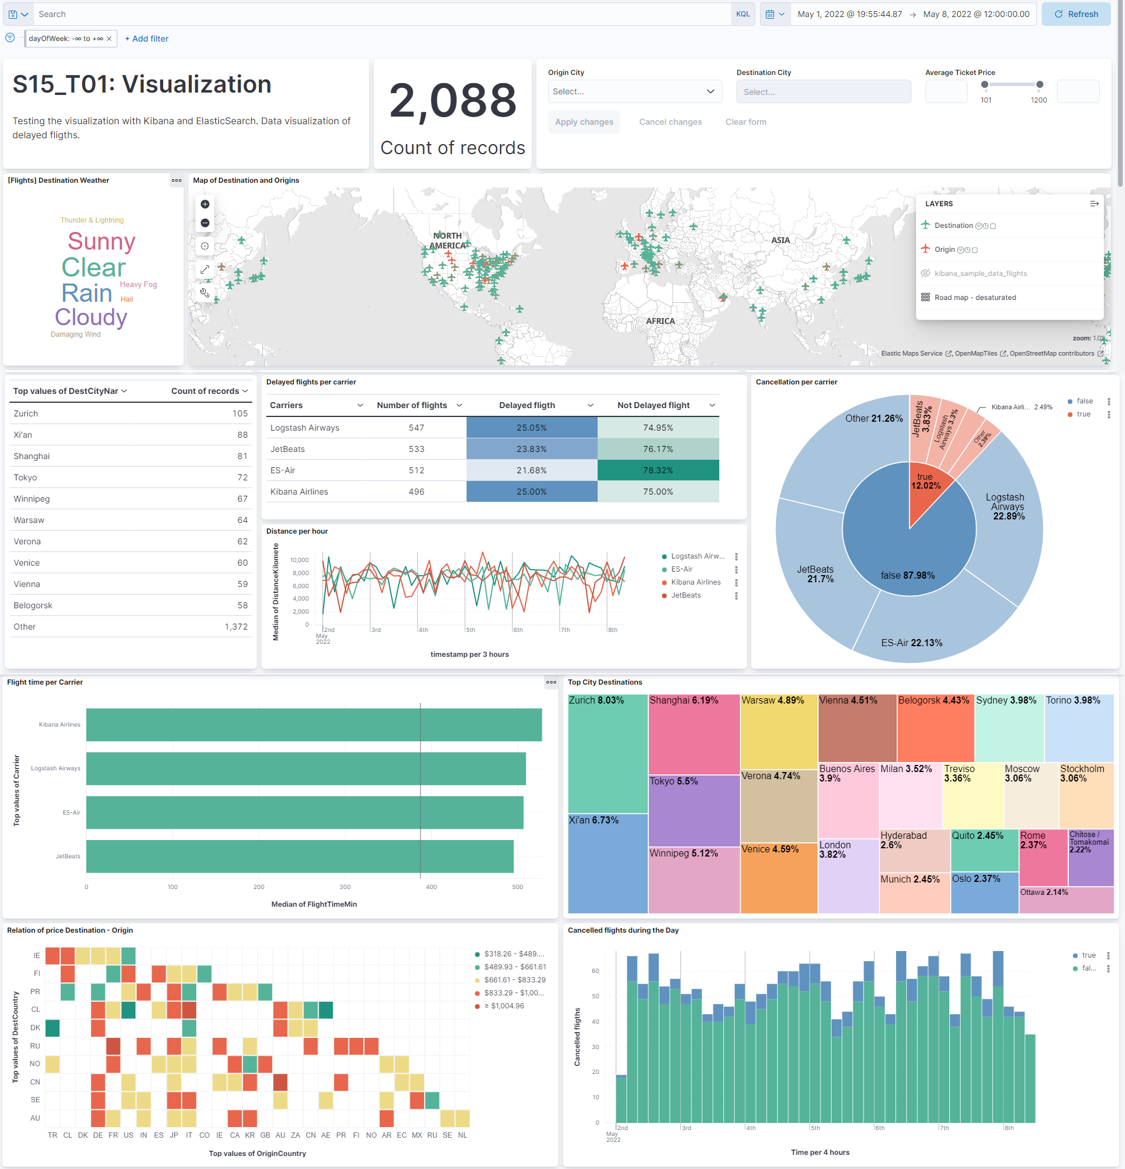 Search
KQL
May 1, 2022 @ 19:55:44.87 → May 8, 2022 @ 12:00:00.00
Refresh
dayOfWeek: -∞ to +∞ ×
+ Add filter
S15_T01: Visualization
Testing the visualization with Kibana and ElasticSearch. Data visualization of
delayed fligths.
2,088
Count of records
Origin City
Select...
Destination City
Select...
Average Ticket Price
101
1200
Apply changes
Cancel changes
Clear form
[Flights] Destination Weather
Thunder & Lightning
Sunny
Clear
Rain
Heavy Fog
Hail
Cloudy
Damaging Wind
Map of Destination and Origins
NORTH
AMERICA
ASIA
AFRICA
LAYERS
Destination
Origin
kibana_sample_data_flights
Road map - desaturated
zoom: 1.0
Elastic Maps Service , OpenMapTiles , OpenStreetMap contributors
Top values of DestCityNar
Count of records
Zurich 105
Xi'an 88
Shanghai 81
Tokyo 72
Winnipeg 67
Warsaw 64
Verona 62
Venice 60
Vienna 59
Belogorsk 58
Other 1,372
Delayed flights per carrier
Carriers Number of flights Delayed fligth Not Delayed flight
Logstash Airways 547 25.05% 74.95%
JetBeats 533 23.83% 76.17%
ES-Air 512 21.68% 78.32%
Kibana Airlines 496 25.00% 75.00%
Distance per hour
Median of DistanceKilomete
10,000
8,000
6,000
4,000
2,000
0
2nd 3rd 4th 5th 6th 7th 8th
May
2022
timestamp per 3 hours
Logstash Airw...
ES-Air
Kibana Airlines
JetBeats
Cancellation per carrier
false
true
Other 21.26%
JetBeats
3.83%
Logstash
Airways 3.3%
Kibana Airli... 2.49%
Other
2.39%
true
12.02%
Logstash
Airways
22.89%
JetBeats
21.7%
false 87.98%
ES-Air 22.13%
Flight time per Carrier
Top values of Carrier
Kibana Airlines
Logstash Airways
ES-Air
JetBeats
0 100 200 300 400 500
Median of FlightTimeMin
Top City Destinations
Zurich 8.03%
Xi'an 6.73%
Shanghai 6.19%
Tokyo 5.5%
Winnipeg 5.12%
Warsaw 4.89%
Verona 4.74%
Venice 4.59%
Vienna 4.51%
Belogorsk 4.43%
Sydney 3.98%
Torino 3.98%
Buenos Aires
3.9%
London
3.82%
Milan 3.52%
Treviso
3.36%
Moscow
3.06%
Stockholm
3.06%
Hyderabad
2.6%
Munich 2.45%
Quito 2.45%
Oslo 2.37%
Rome
2.37%
Chitose /
Tomakomai
2.22%
Ottawa 2.14%
Relation of price Destination - Origin
Top values of DestCountry
IE
FI
PR
CL
DK
RU
NO
CN
SE
AU
TR CL DK DE FR US IN ES JP IT CO IE CA KR GB AU ZA CN AE PR FI NO AR EC MX RU SE NL
Top values of OriginCountry
$318.26 - $489....
$489.93 - $661.61
$661.61 - $833.29
$833.29 - $1,00...
≥ $1,004.96
Cancelled flights during the Day
Cancelled fligths
60
50
40
30
20
10
0
2nd 3rd 4th 5th 6th 7th 8th
May
2022
Time per 4 hours
true
fal...